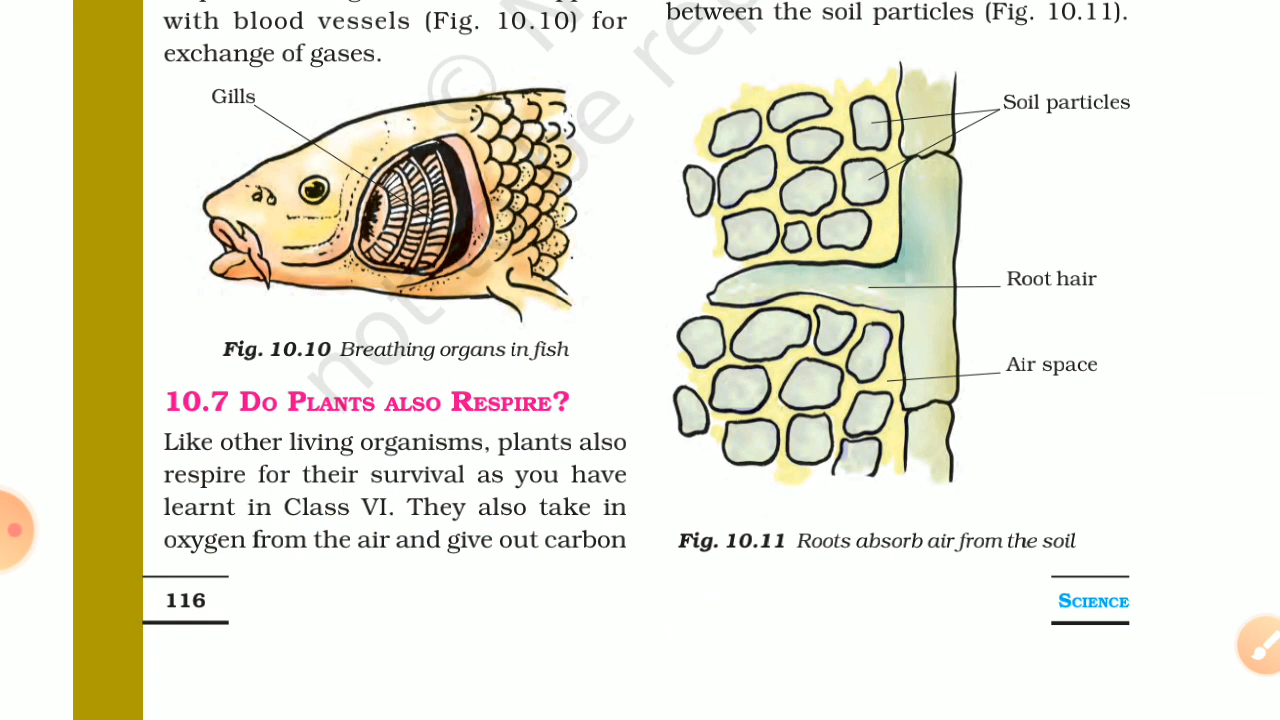 with blood vessels (Fig. 10.10) for
exchange of gases.
Gills
Fig. 10.10 Breathing organs in fish
10.7 DO PLANTS ALSO RESPIRE?
Like other living organisms, plants also
respire for their survival as you have
learnt in Class VI. They also take in
oxygen from the air and give out carbon
between the soil particles (Fig. 10.11).
Soil particles
Root hair
Air space
Fig. 10.11 Roots absorb air from the soil
116
SCIENCE
©
not
be